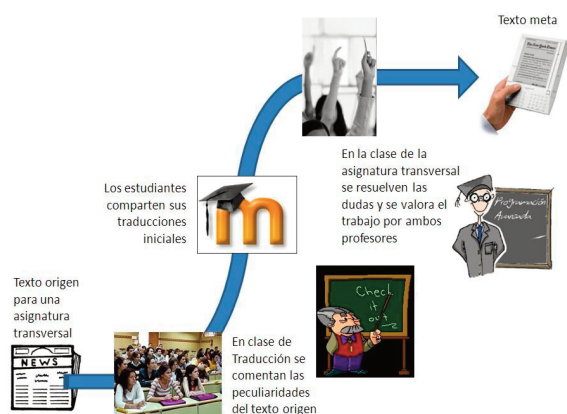 Texto meta
En la clase de la
asignatura transversal
se resuelven las
dudas y se valora el
trabajo por ambos
profesores
Programación
Avanzada
Los estudiantes
comparten sus
traducciones
iniciales
m
Check
it
out
Texto origen
para una
asignatura
transversal
NEWS
En clase de
Traducción se
comentan las
peculiaridades
del texto origen